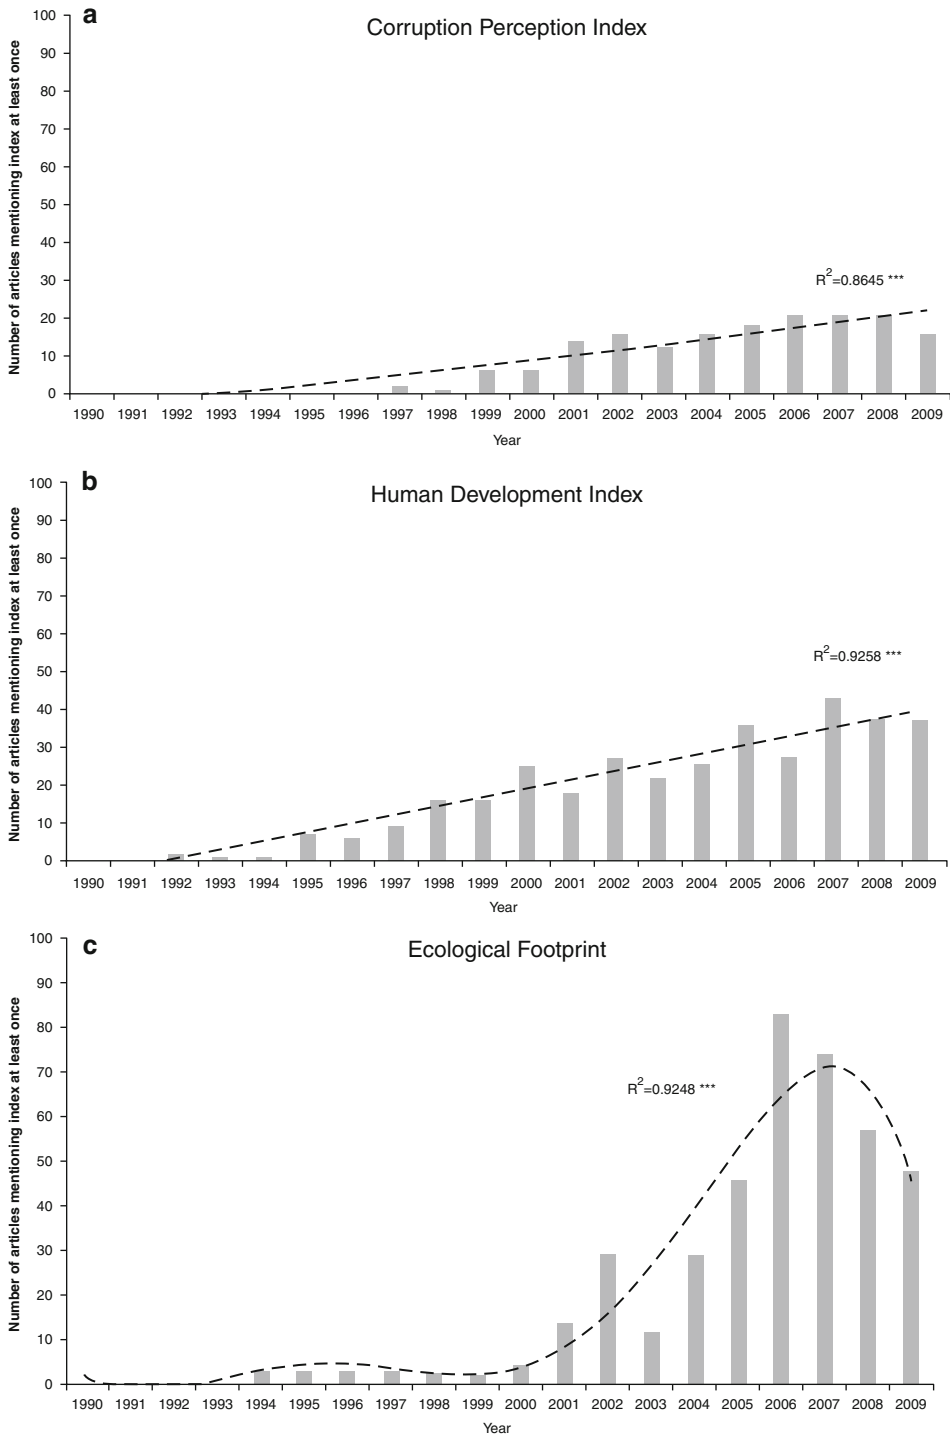 a
Corruption Perception Index
Number of articles mentioning index at least once
100
90
80
70
60
50
40
30
20
10
0
R2=0.8645 ***
1990 1991 1992 1993 1994 1995 1996 1997 1998 1999 2000 2001 2002 2003 2004 2005 2006 2007 2008 2009
Year
b
Human Development Index
Number of articles mentioning index at least once
100
90
80
70
60
50
40
30
20
10
0
R2=0.9258 ***
1990 1991 1992 1993 1994 1995 1996 1997 1998 1999 2000 2001 2002 2003 2004 2005 2006 2007 2008 2009
Year
c
Ecological Footprint
Number of articles mentioning index at least once
100
90
80
70
60
50
40
30
20
10
0
R2=0.9248 ***
1990 1991 1992 1993 1994 1995 1996 1997 1998 1999 2000 2001 2002 2003 2004 2005 2006 2007 2008 2009
Year